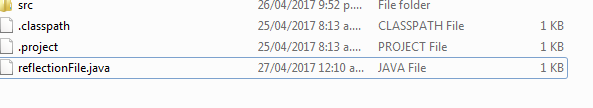 src 26/04/2017 9:52 p.... File folder
.classpath 25/04/2017 8:13 a... CLASSPATH File 1 KB
.project 25/04/2017 8:13 a... PROJECT File 1 KB
reflectionFile.java 27/04/2017 12:10 a... JAVA File 1 KB